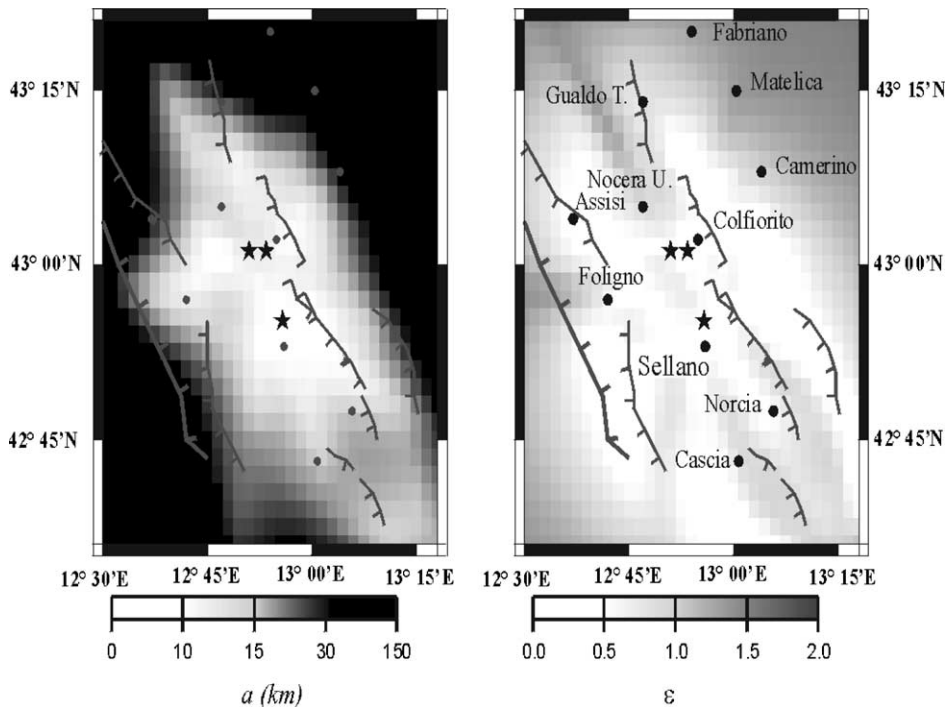 Fabriano
43° 15'N
Matelica
43° 15'N
Gualdo T.
Camerino
Nocera U.
Assisi
Colfiorito
43° 00'N
43° 00'N
Foligno
Sellano
Norcia
42° 45'N
42° 45'N
Cascia
12° 30'E 12° 45'E 13° 00'E 13° 15'E
12° 30'E 12° 45'E 13° 00'E 13° 15'E
0 10 15 30 150
0.0 0.5 1.0 1.5 2.0
a (km)
ε